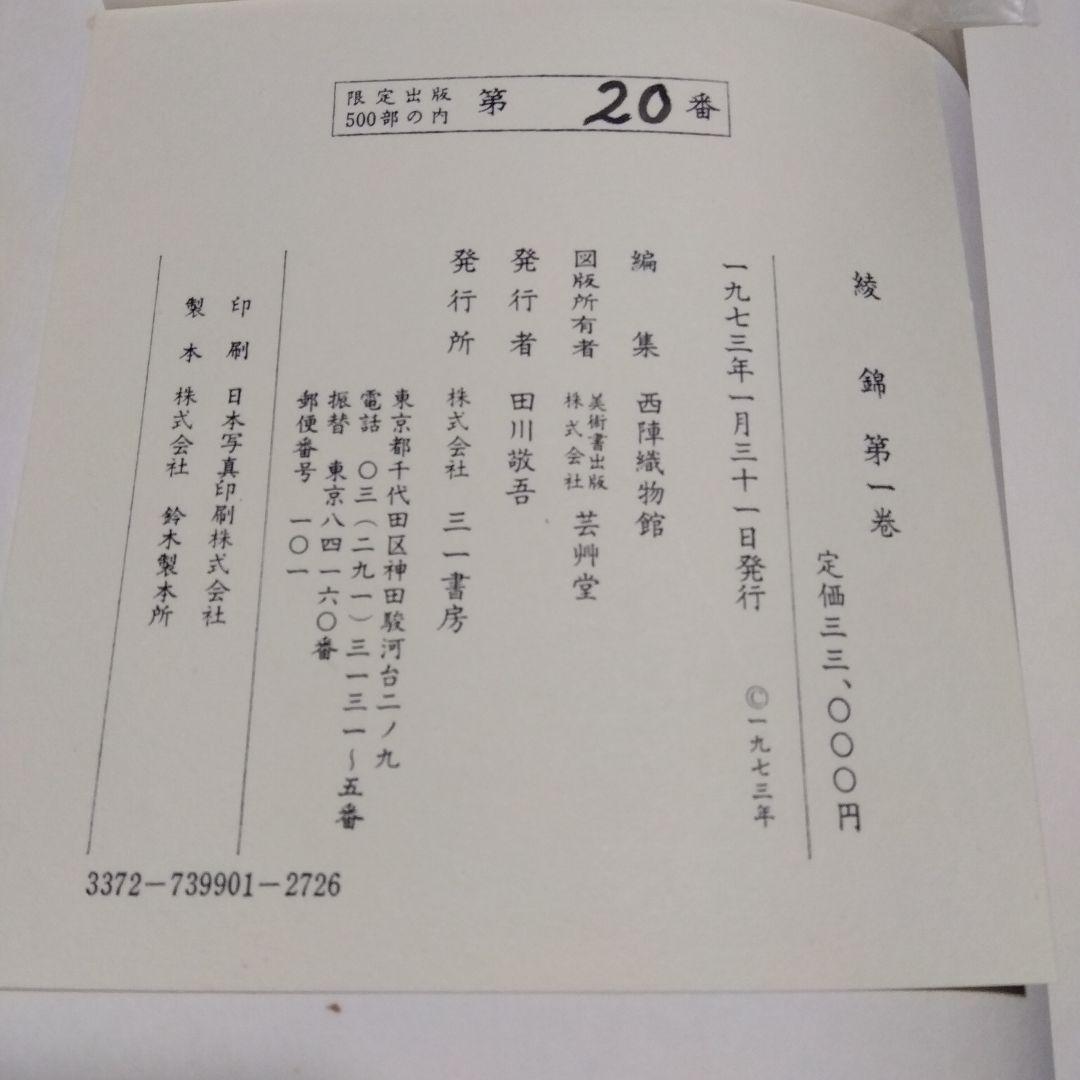 限定出版
500部の内
第 20 番
綾錦 第一卷
定価三三、〇〇〇円
一九七三年一月三十一日発行 ©一九七三年
編集 西陣織物館
図版所有者 美術書出版
株式会社 芸艸堂
発行者 田川敬吾
発行所 株式会社 三一書房
東京都千代田区神田駿河台二ノ九
電話 〇三(二九一)三一三一〜五番
振替 東京八四一六〇番
郵便番号 一〇一
印刷 日本写真印刷株式会社
製本 株式会社 鈴木製本所
3372-739901-2726